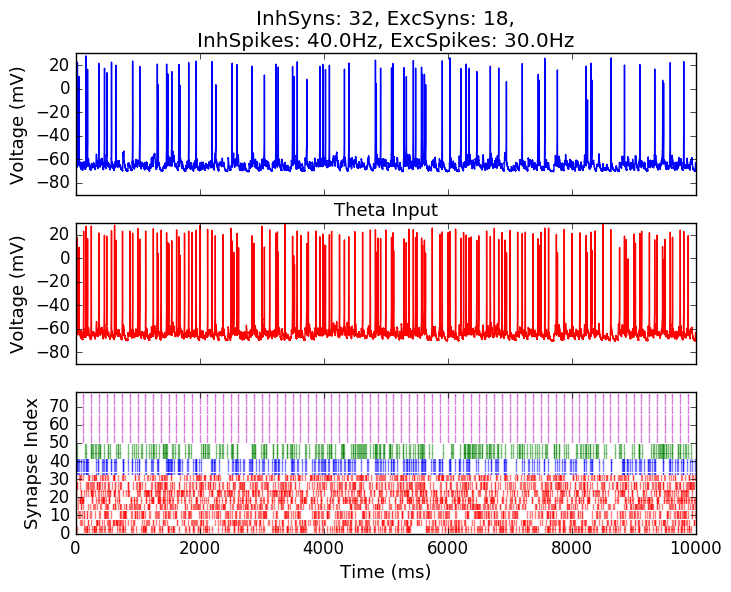 InhSyns: 32, ExcSyns: 18,
InhSpikes: 40.0Hz, ExcSpikes: 30.0Hz
20
0
−20
−40
−60
−80
Voltage (mV)
Theta Input
20
0
−20
−40
−60
−80
Voltage (mV)
70
60
50
40
30
20
10
0
Synapse Index
0 2000 4000 6000 8000 10000
Time (ms)